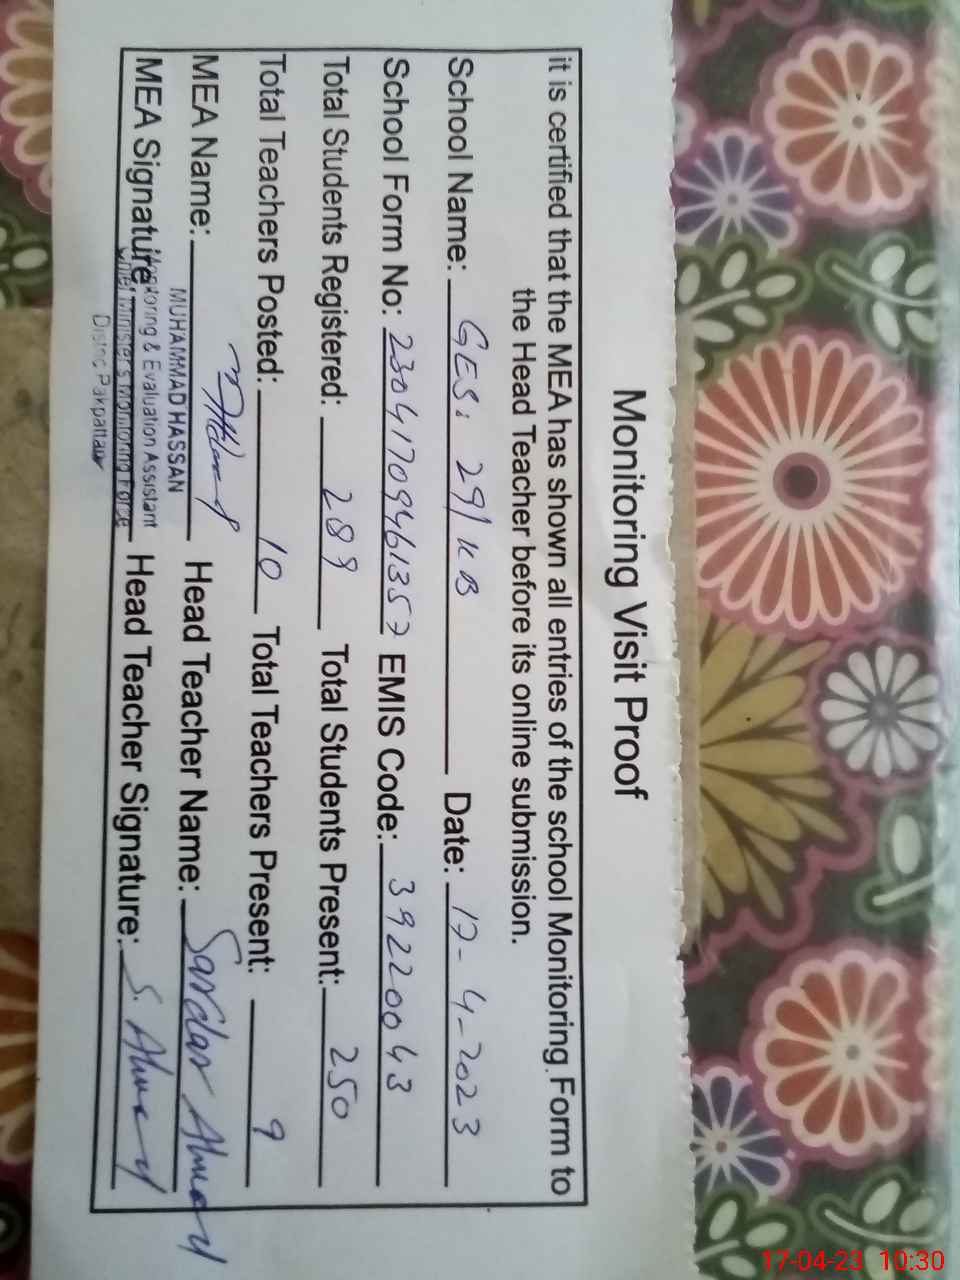 Monitoring Visit Proof
it is certified that the MEA has shown all entries of the school Monitoring Form to
the Head Teacher before its online submission.
School Name: GES: 29/KB Date: 17-4-2023
School Form No: EMIS Code: 39220043
Total Students Registered: 289 Total Students Present: 250
Total Teachers Posted: 10 Total Teachers Present: 9
MEA Name: Head Teacher Name: Sardar Ahmad
MUHAMMAD HASSAN
MEA Signature Head Teacher Signature: S. Ahmad
Monitoring & Evaluation Assistant
Chief Minister's Monitoring Force
Pakpattan
17-04-23 10:30